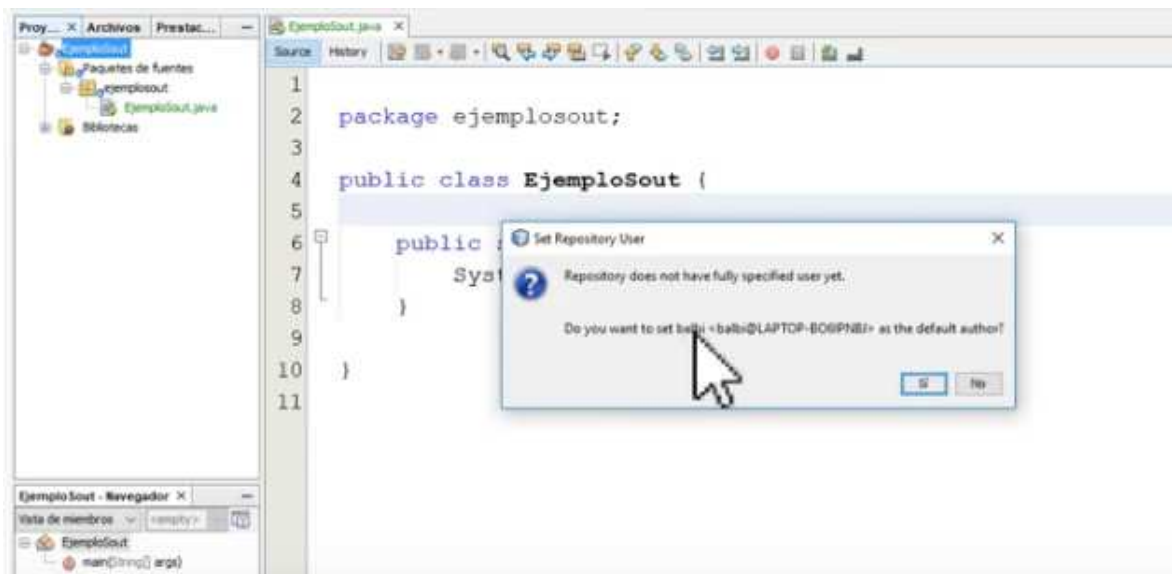 Proy... Archivos Prestac...
EjemploSout
Paquetes de fuentes
ejemplosout
EjemploSout.java
Bibliotecas
EjemploSout - Navegador
Vista de miembros <empty>
EjemploSout
main(String[] args)
EjemploSout.java
Source History
1
2 package ejemplosout;
3
4 public class EjemploSout {
5
6 public
7 Syst
8 }
9
10 }
11
Set Repository User
Repository does not have fully specified user yet.
Do you want to set balbi as the default author?
Sí No